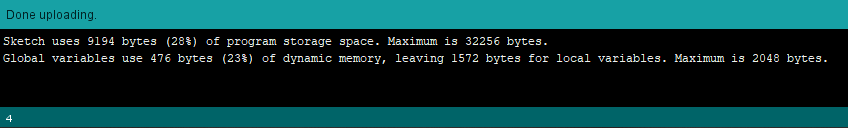 Done uploading.
Sketch uses 9194 bytes (28%) of program storage space. Maximum is 32256 bytes.
Global variables use 476 bytes (23%) of dynamic memory, leaving 1572 bytes for local variables. Maximum is 2048 bytes.
4